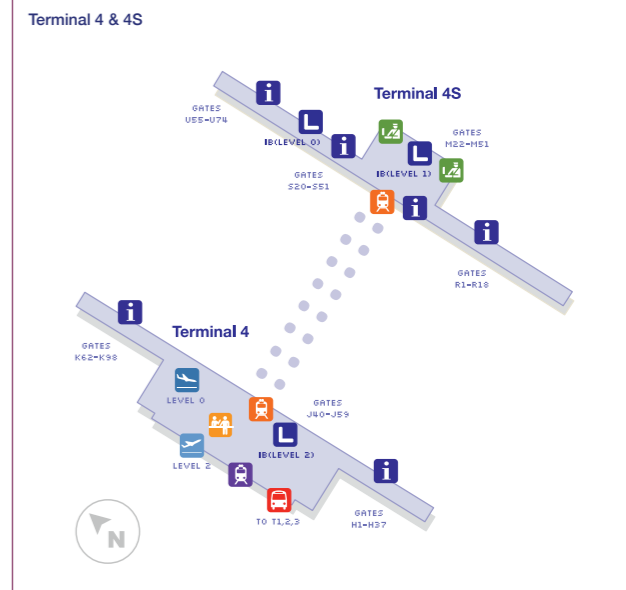 Terminal 4 & 4S
Terminal 4S
GATES
U55-U74
IB(LEVEL 0)
GATES
M22-M51
IB(LEVEL 1)
GATES
S20-S51
GATES
R1-R18
Terminal 4
GATES
K62-K98
LEVEL 0
GATES
J40-J59
IB(LEVEL 2)
LEVEL 2
TO T1,2,3
GATES
H1-H37
N